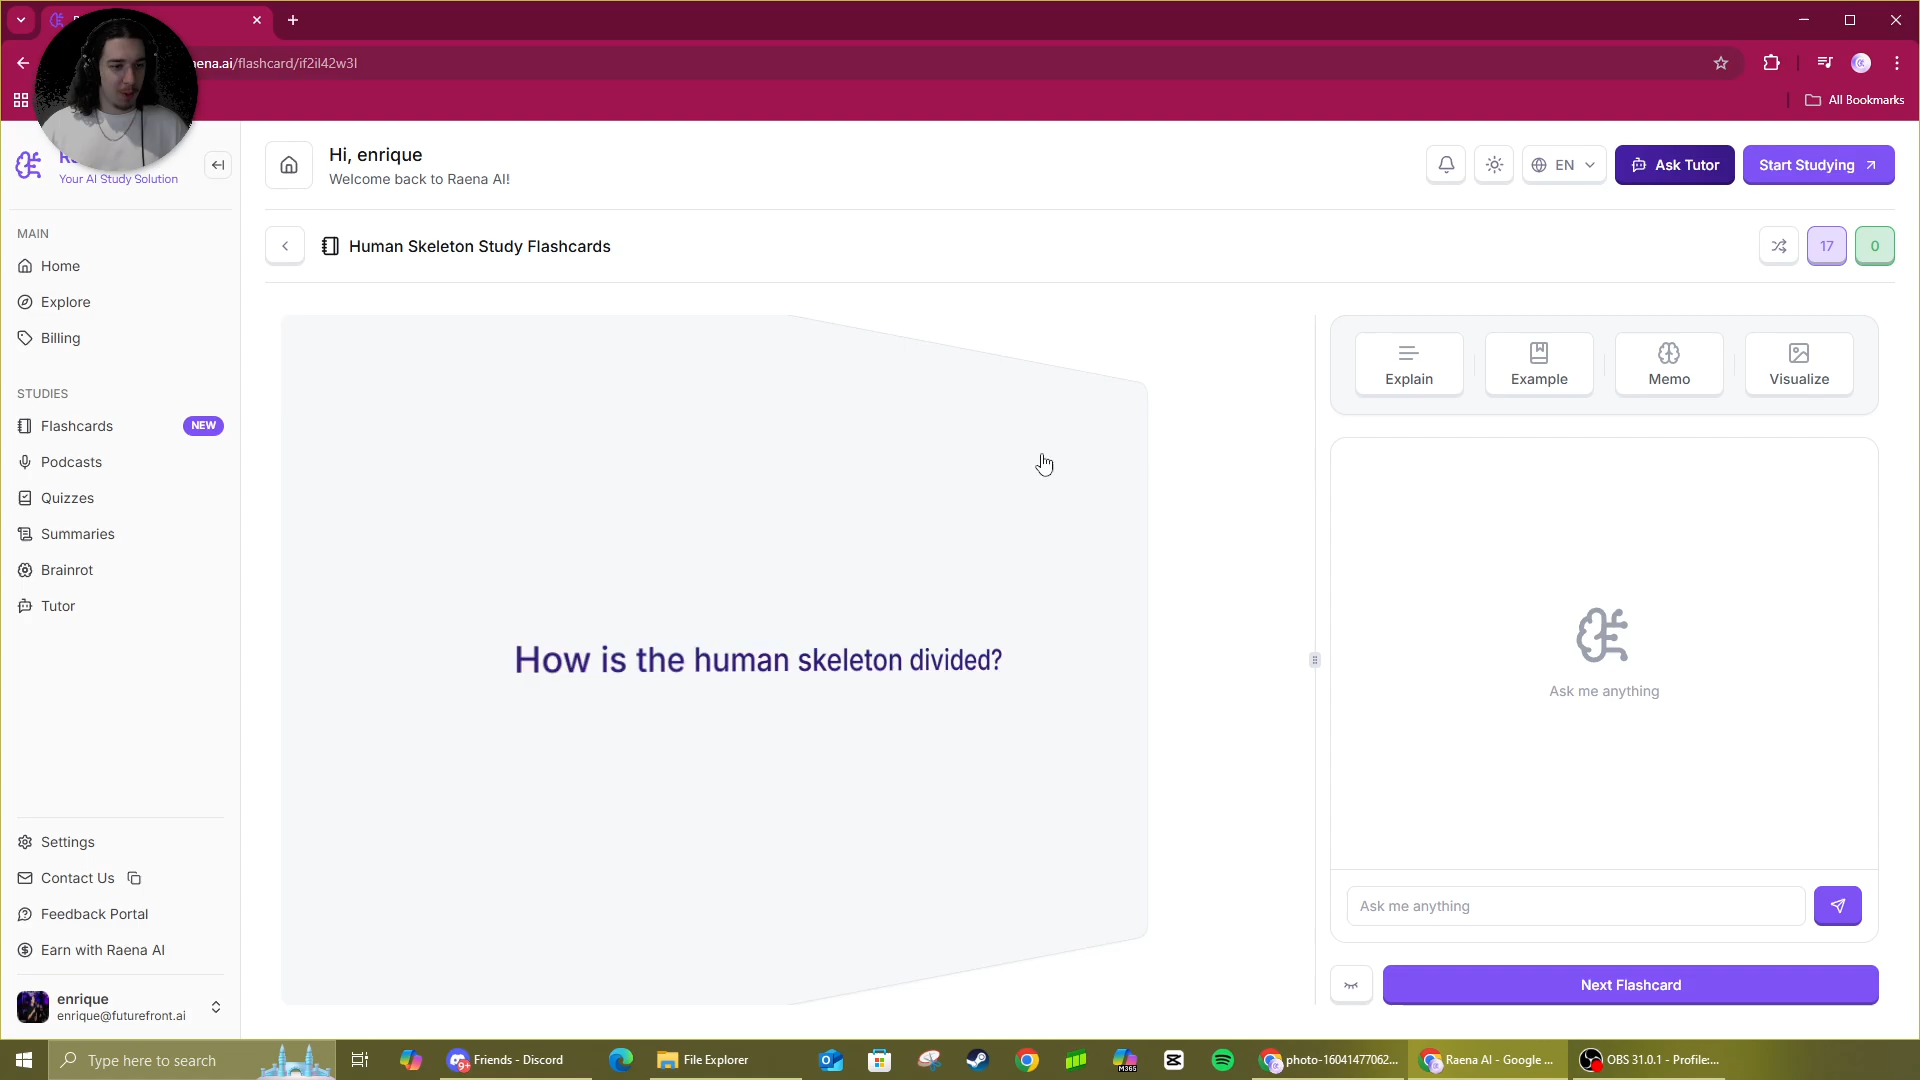 aena.ai/flashcard/if2il42w3l
All Bookmarks
Your AI Study Solution
Hi, enrique
Welcome back to Raena AI!
EN
Ask Tutor
Start Studying
MAIN
Home
Explore
Billing
Human Skeleton Study Flashcards
17
0
STUDIES
Flashcards
NEW
Podcasts
Quizzes
Summaries
Brainrot
Tutor
How is the human skeleton divided?
Explain
Example
Memo
Visualize
Ask me anything
Ask me anything
Next Flashcard
Settings
Contact Us
Feedback Portal
Earn with Raena AI
enrique
enrique@futurefront.ai
Type here to search
9+
Friends - Discord
File Explorer
M365
photo-16041477062...
Raena AI - Google ...
OBS 31.0.1 - Profile:...